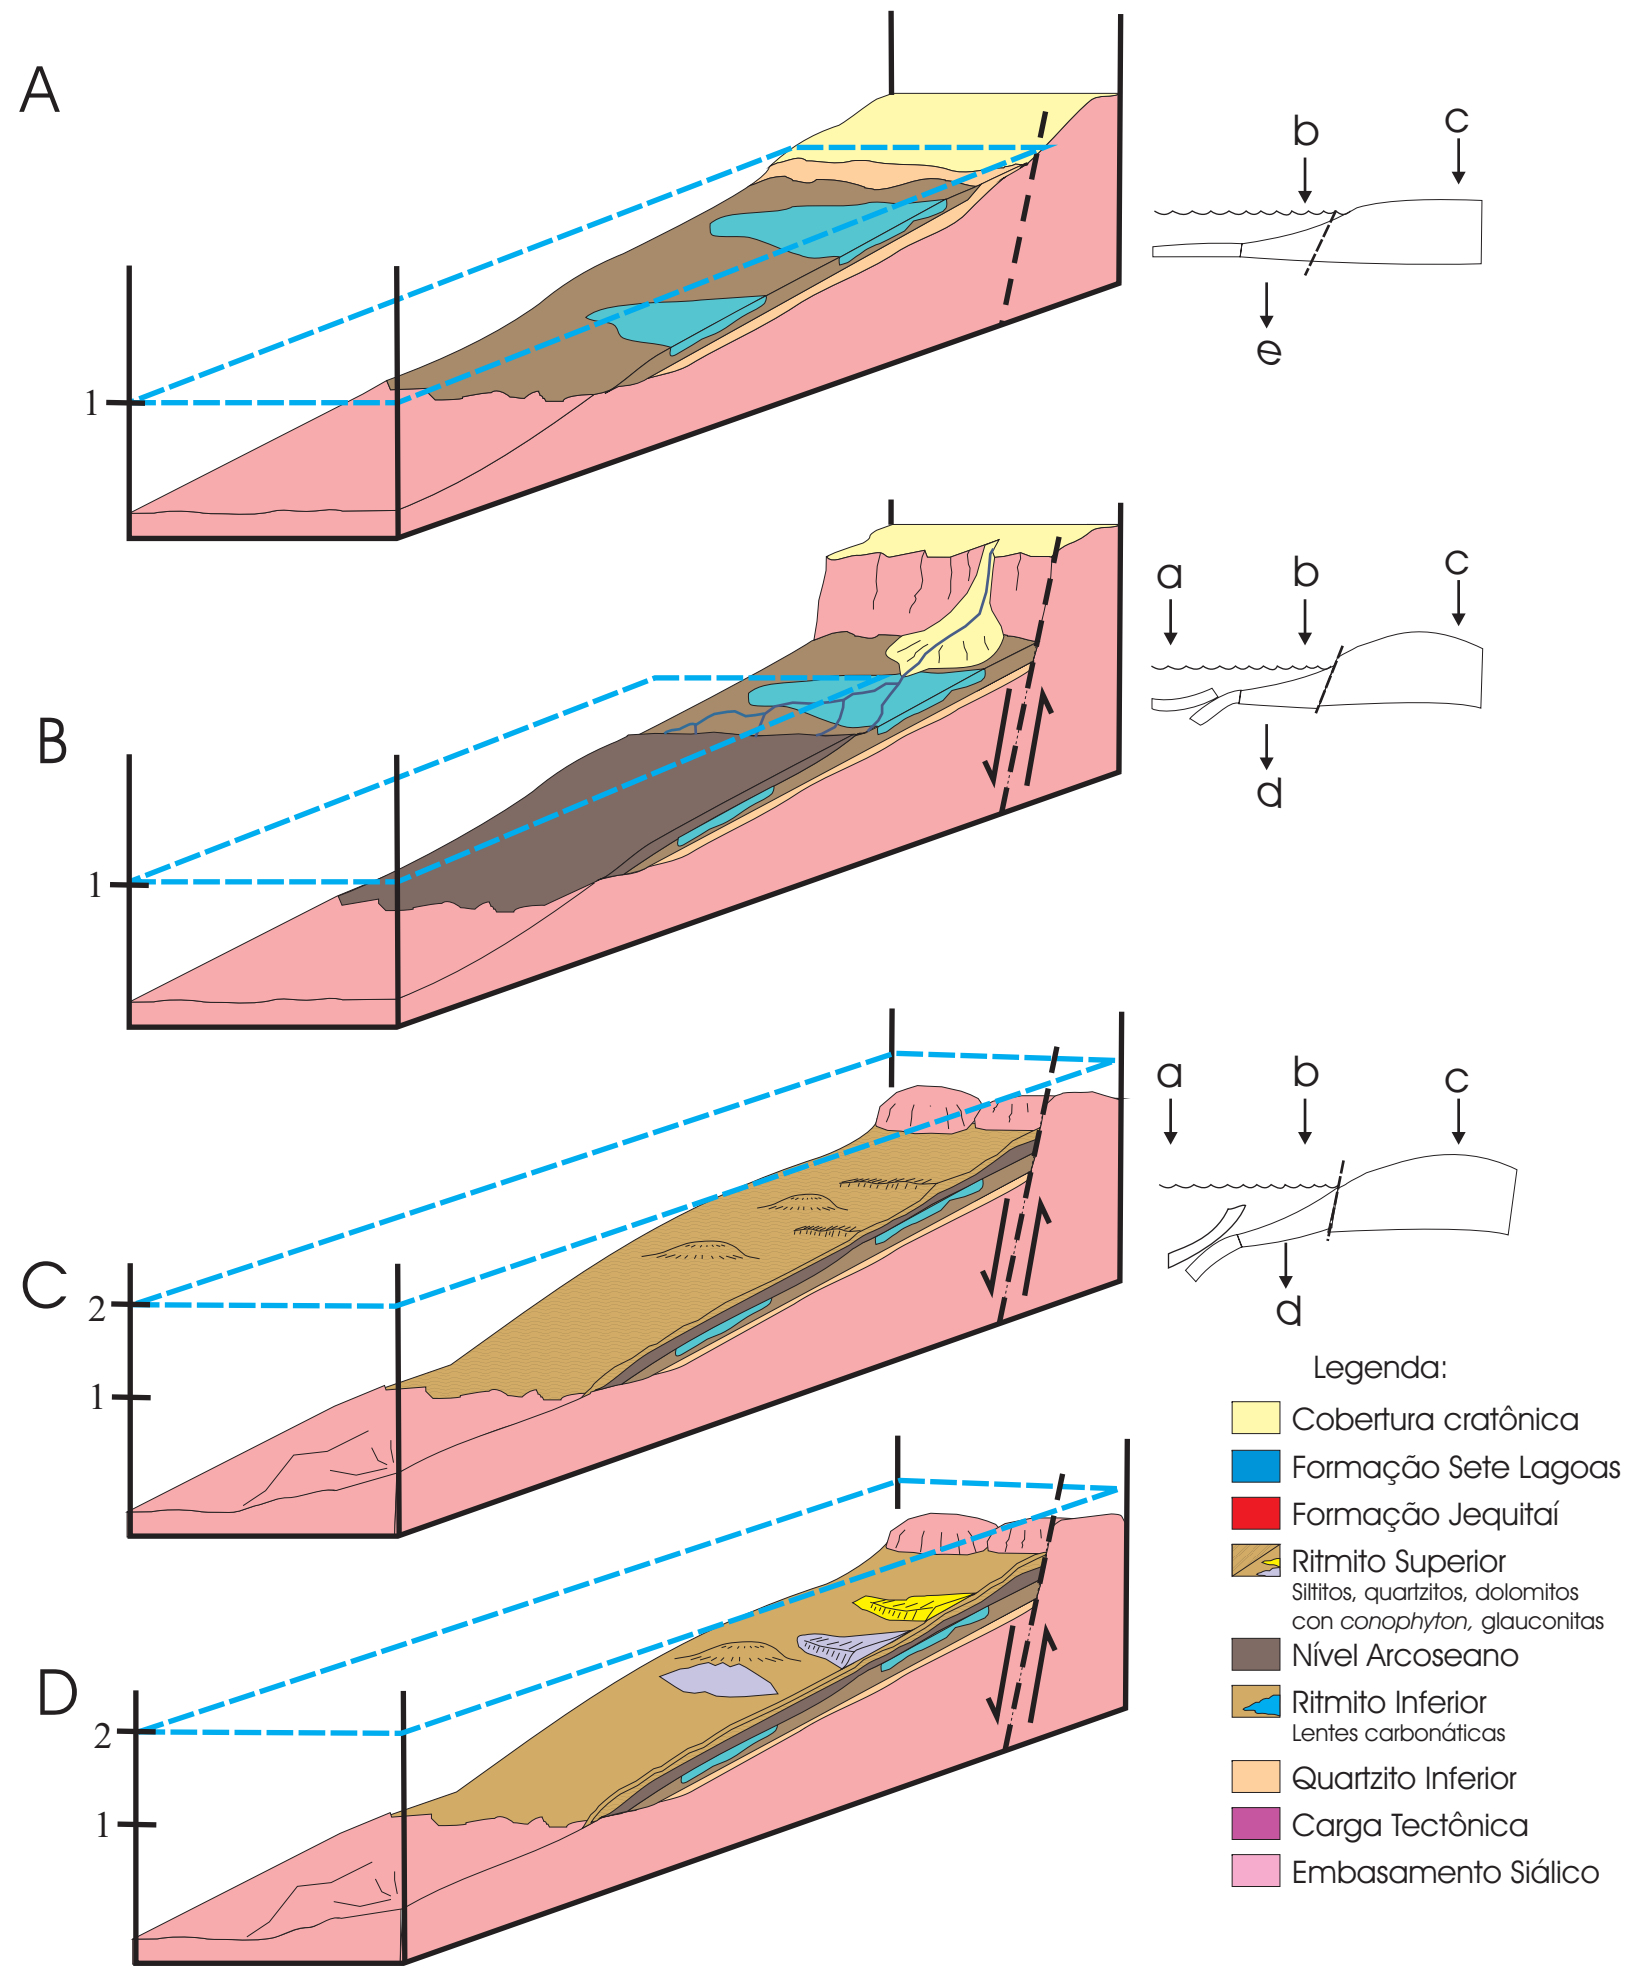 A
b
c
e
1
a
b
c
B
d
1
a
b
c
C
2
d
1
Legenda:
Cobertura cratônica
Formação Sete Lagoas
Formação Jequitaí
Ritmito Superior
Siltitos, quartzitos, dolomitos
con conophyton, glauconitas
Nível Arcoseano
Ritmito Inferior
Lentes carbonáticas
Quartzito Inferior
Carga Tectônica
Embasamento Siálico
D
2
1